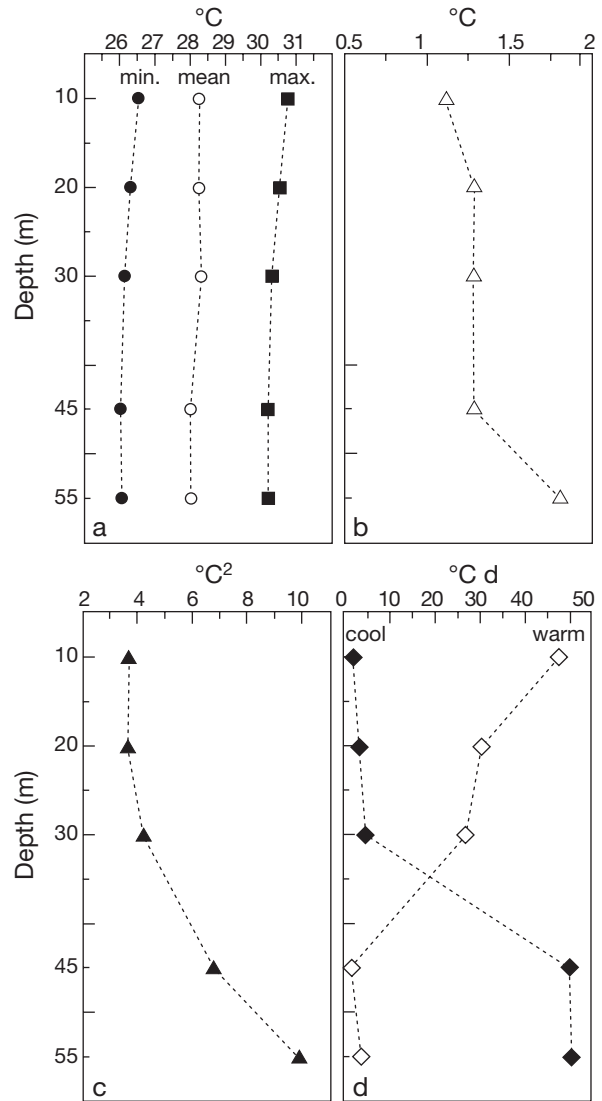 °C
°C
26 27 28 29 30 31
0.5 1 1.5 2
min. mean max.
10
20
30
45
55
Depth (m)
a
b
°C²
°C d
2 4 6 8 10
0 10 20 30 40 50
cool warm
10
20
30
45
55
Depth (m)
c
d